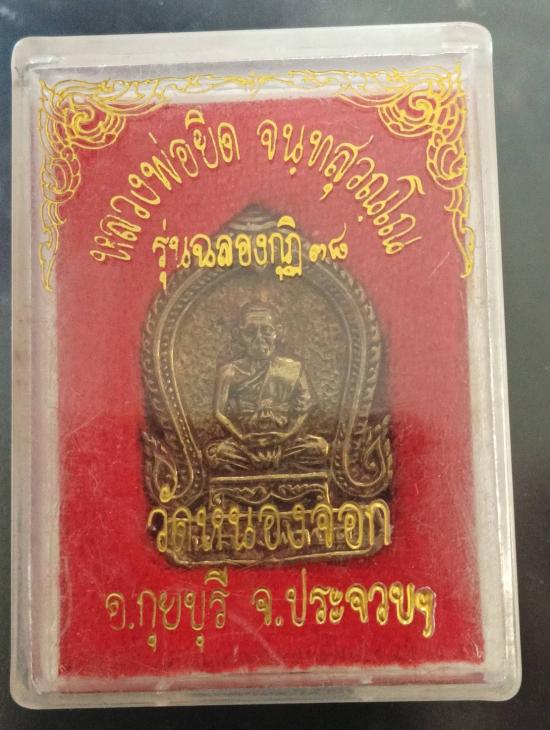 หลวงพ่อยิด จนฺทสุวณฺโณ
รุ่นฉลองกุฏิ ๓๘
วัดหนองจอก
อ.กุยบุรี จ.ประจวบฯ